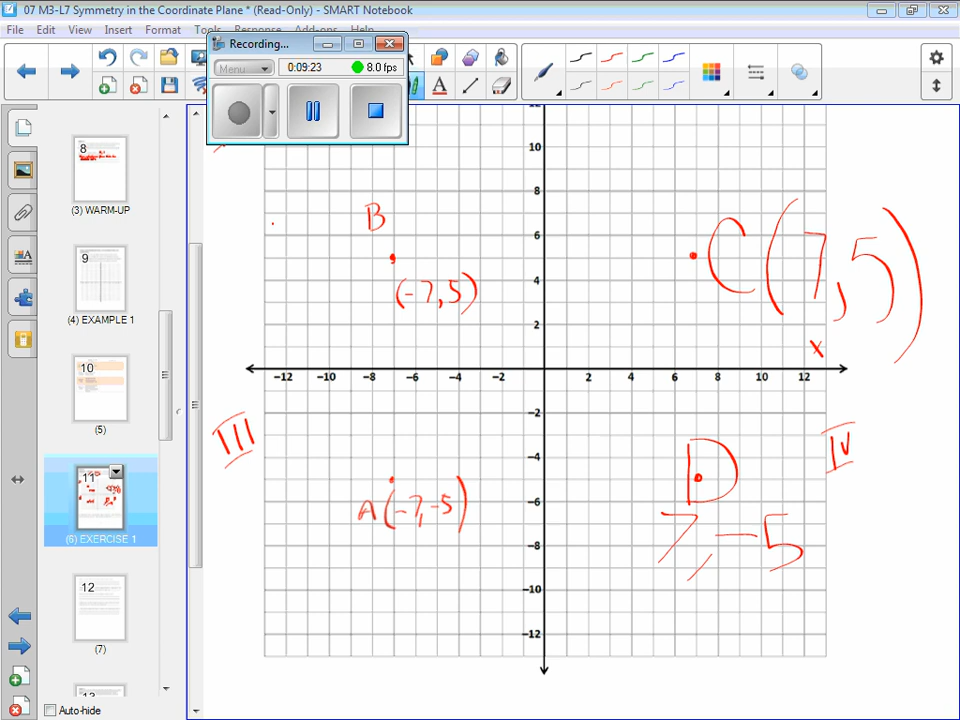 07 M3-L7 Symmetry in the Coordinate Plane * (Read-Only) - SMART Notebook
File Edit View Insert Format Tools Response Add-ons Help
Recording...
Menu 0:09:23 8.0 fps
8
(3) WARM-UP
9
(4) EXAMPLE 1
10
(5)
11
(6) EXERCISE 1
12
(7)
Auto-hide
12
10
8
6
4
2
-12 -10 -8 -6 -4 -2 2 4 6 8 10 12
-2
-4
-6
-8
-10
-12
B
(-7,5)
C(7,5)
x
III
IV
A(-7,-5)
D
7,-5